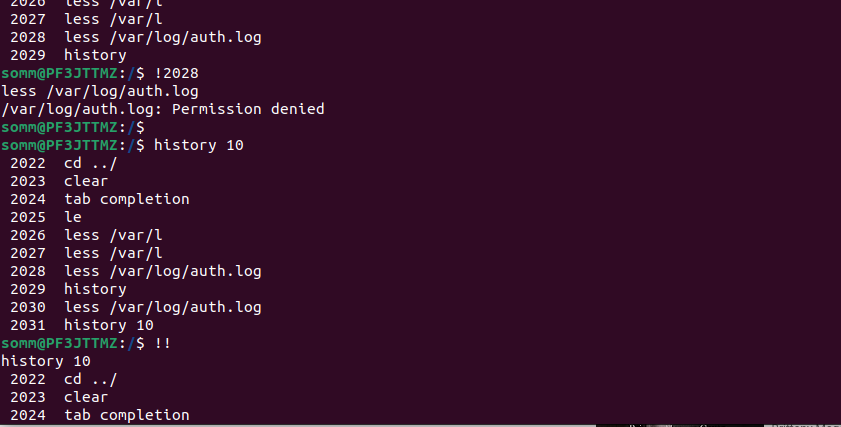 2026 less /var/l
2027 less /var/l
2028 less /var/log/auth.log
2029 history
somm@PF3JTTMZ:/$ !2028
less /var/log/auth.log
/var/log/auth.log: Permission denied
somm@PF3JTTMZ:/$
somm@PF3JTTMZ:/$ history 10
2022 cd ../
2023 clear
2024 tab completion
2025 le
2026 less /var/l
2027 less /var/l
2028 less /var/log/auth.log
2029 history
2030 less /var/log/auth.log
2031 history 10
somm@PF3JTTMZ:/$ !!
history 10
2022 cd ../
2023 clear
2024 tab completion